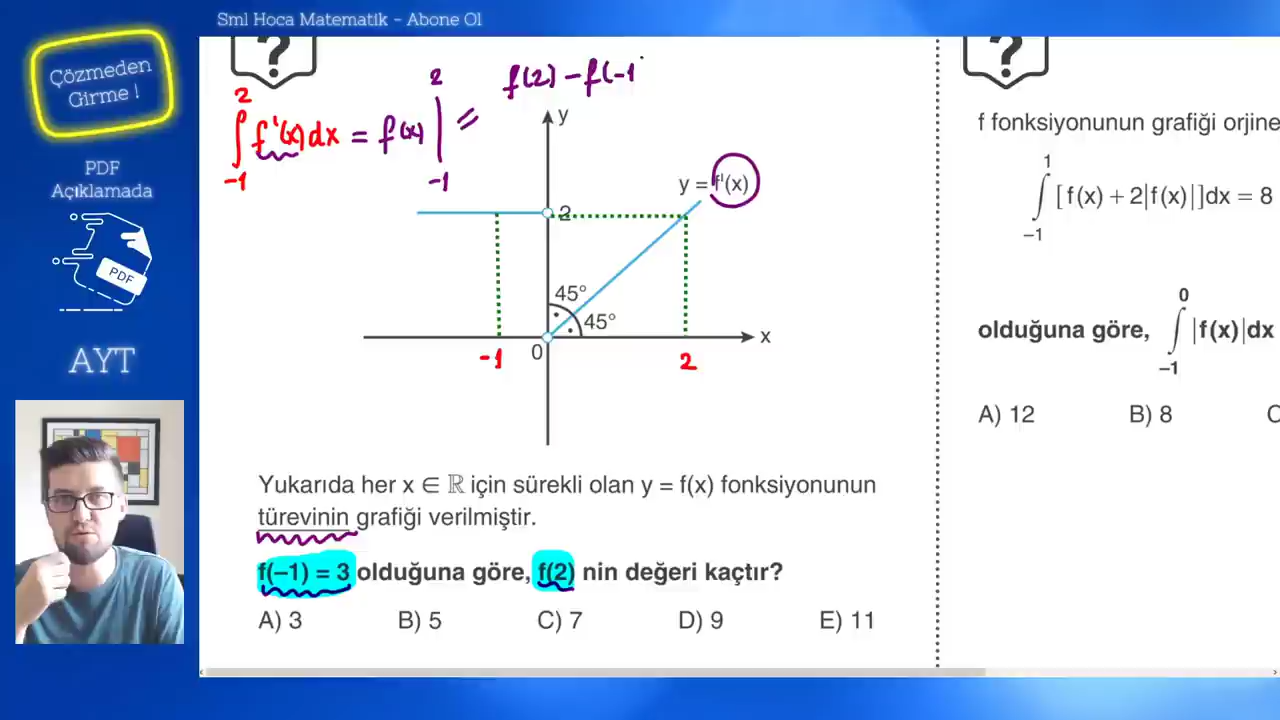 Sml Hoca Matematik - Abone Ol
Çözmeden
Girme !
PDF
Açıklamada
PDF
AYT
?
2
∫ f'(x) dx = f(x) | = f(2) - f(-1
-1
2
-1
y
y = f'(x)
2
45°
45°
x
0
-1
2
Yukarıda her x ∈ ℝ için sürekli olan y = f(x) fonksiyonunun
türevinin grafiği verilmiştir.
f(–1) = 3 olduğuna göre, f(2) nin değeri kaçtır?
A) 3 B) 5 C) 7 D) 9 E) 11
?
f fonksiyonunun grafiği orjine
1
∫ [ f(x) + 2|f(x)| ]dx = 8
–1
0
olduğuna göre, ∫ |f(x)|dx
–1
A) 12 B) 8 C